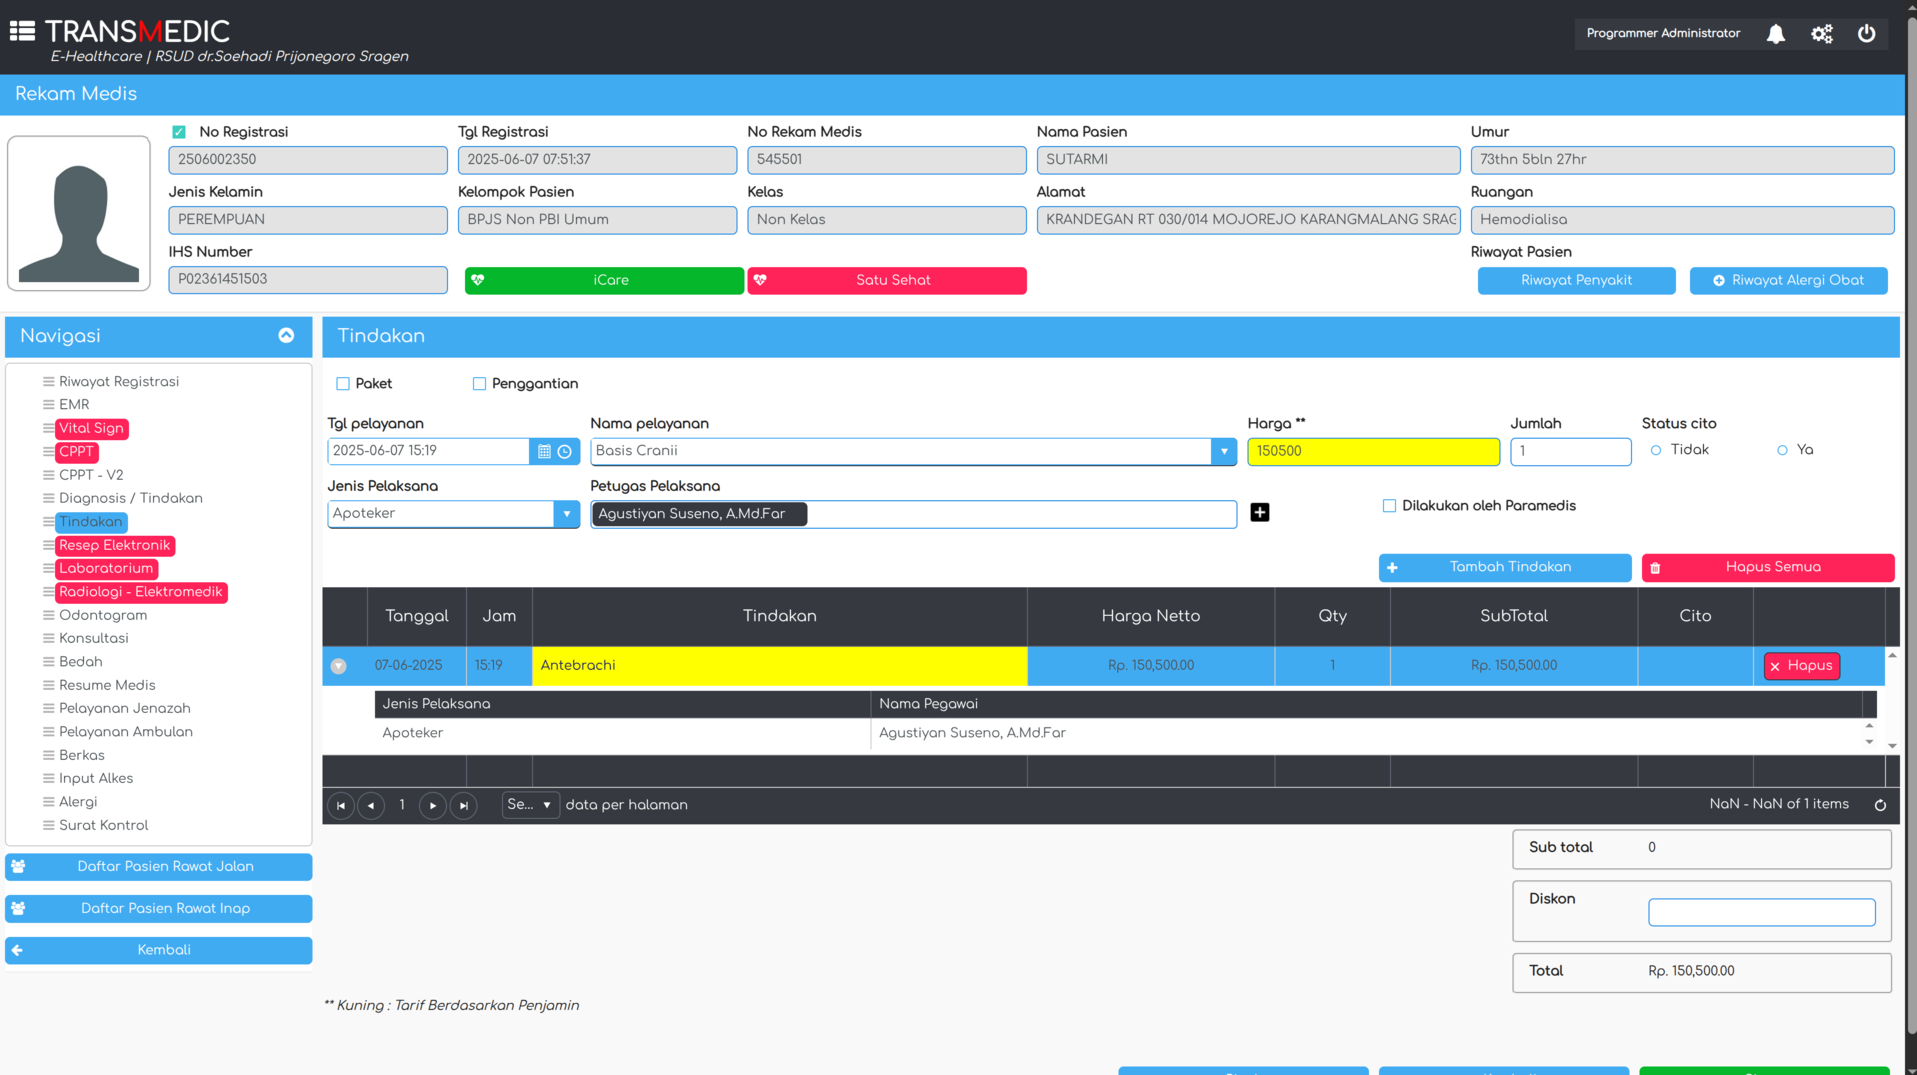 TRANSMEDIC
E-Healthcare | RSUD dr.Soehadi Prijonegoro Sragen
Programmer Administrator
Rekam Medis
No Registrasi
Tgl Registrasi
No Rekam Medis
Nama Pasien
Umur
2506002350
2025-06-07 07:51:37
545501
SUTARMI
73thn 5bln 27hr
Jenis Kelamin
Kelompok Pasien
Kelas
Alamat
Ruangan
PEREMPUAN
BPJS Non PBI Umum
Non Kelas
KRANDEGAN RT 030/014 MOJOREJO KARANGMALANG SRAG
Hemodialisa
IHS Number
Riwayat Pasien
P02361451503
iCare
Satu Sehat
Riwayat Penyakit
Riwayat Alergi Obat
Navigasi
Riwayat Registrasi
EMR
Vital Sign
CPPT
CPPT - V2
Diagnosis / Tindakan
Tindakan
Resep Elektronik
Laboratorium
Radiologi - Elektromedik
Odontogram
Konsultasi
Bedah
Resume Medis
Pelayanan Jenazah
Pelayanan Ambulan
Berkas
Input Alkes
Alergi
Surat Kontrol
Daftar Pasien Rawat Jalan
Daftar Pasien Rawat Inap
Kembali
Tindakan
Paket
Penggantian
Tgl pelayanan
Nama pelayanan
Harga **
Jumlah
Status cito
2025-06-07 15:19
Basis Cranii
150500
1
Tidak
Ya
Jenis Pelaksana
Petugas Pelaksana
Apoteker
Agustiyan Suseno, A.Md.Far
Dilakukan oleh Paramedis
Tambah Tindakan
Hapus Semua
Tanggal
Jam
Tindakan
Harga Netto
Qty
SubTotal
Cito
07-06-2025
15:19
Antebrachi
Rp. 150,500.00
1
Rp. 150,500.00
Hapus
Jenis Pelaksana
Nama Pegawai
Apoteker
Agustiyan Suseno, A.Md.Far
1
Se...
data per halaman
NaN - NaN of 1 items
Sub total
0
Diskon
Total
Rp. 150,500.00
** Kuning : Tarif Berdasarkan Penjamin